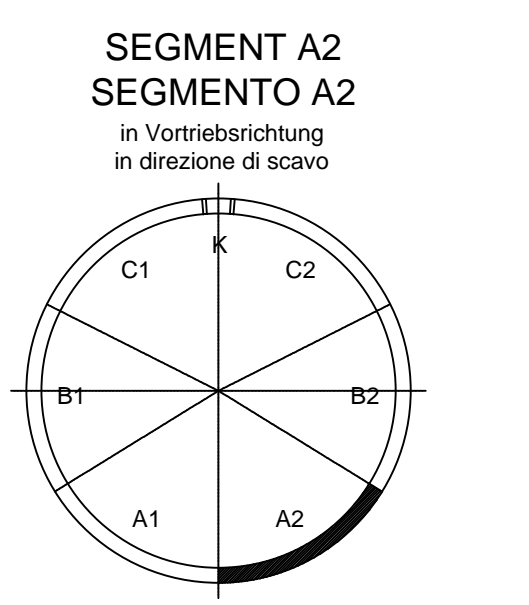 SEGMENT A2
SEGMENTO A2
in Vortriebsrichtung
in direzione di scavo
K
C1
C2
B1
B2
A1
A2